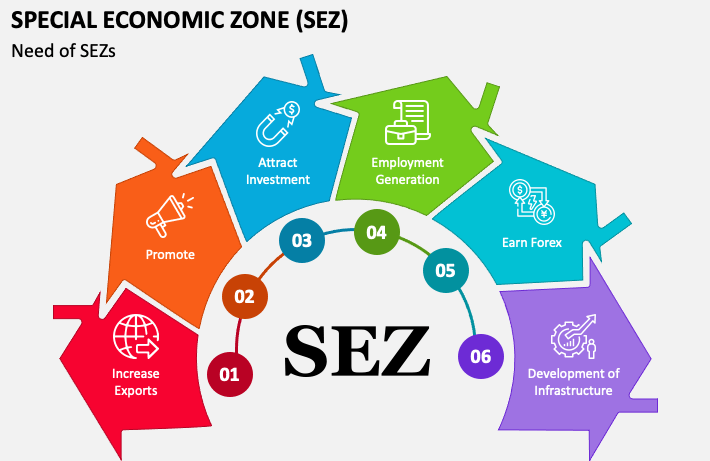 SPECIAL ECONOMIC ZONE (SEZ)
Need of SEZs
Increase
Exports
01
Promote
02
Attract
Investment
03
Employment
Generation
04
Earn Forex
05
Development of
Infrastructure
06
SEZ